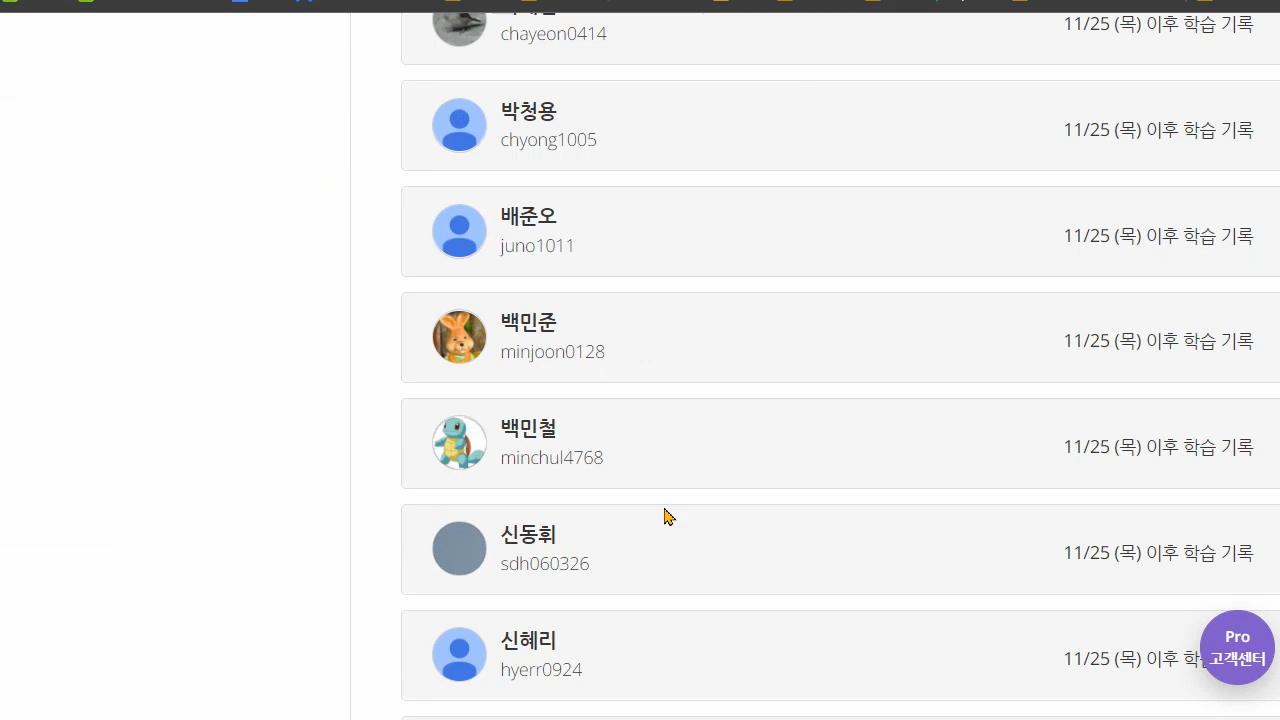 chayeon0414
11/25 (목) 이후 학습 기록
박청용
chyong1005
11/25 (목) 이후 학습 기록
배준오
juno1011
11/25 (목) 이후 학습 기록
백민준
minjoon0128
11/25 (목) 이후 학습 기록
백민철
minchul4768
11/25 (목) 이후 학습 기록
신동휘
sdh060326
11/25 (목) 이후 학습 기록
신혜리
hyerr0924
11/25 (목) 이후
Pro
고객센터